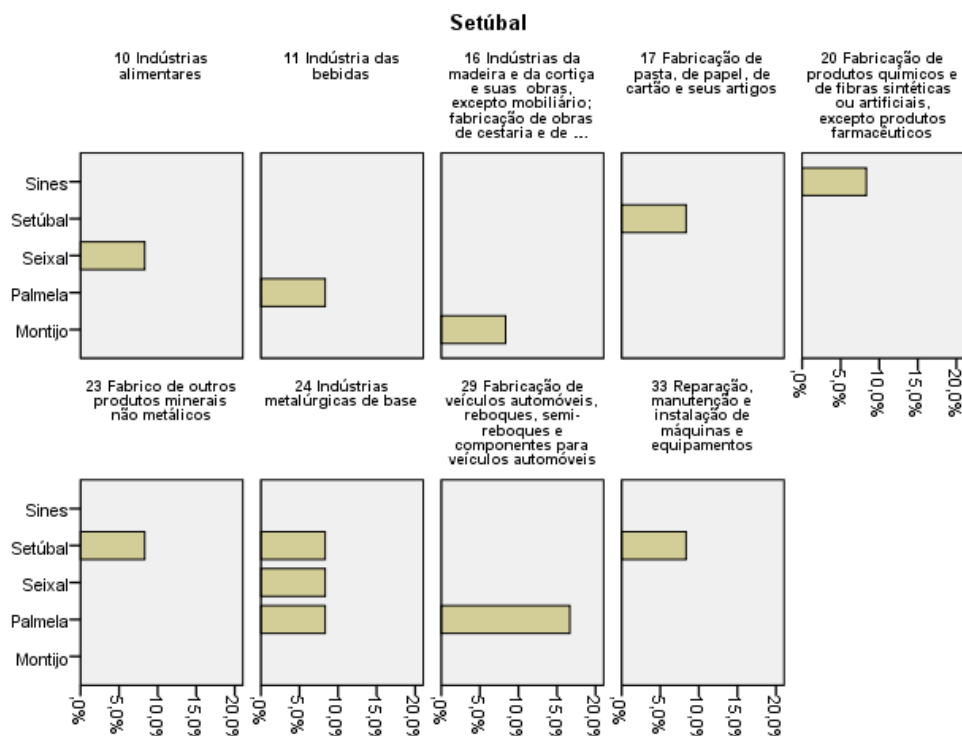 Setúbal
10 Indústrias
alimentares
11 Indústria das
bebidas
16 Indústrias da
madeira e da cortiça
e suas obras,
excepto mobiliário;
fabricação de obras
de cestaria e de ...
17 Fabricação de
pasta, de papel, de
cartão e seus artigos
20 Fabricação de
produtos químicos e
de fibras sintéticas
ou artificiais,
excepto produtos
farmacêuticos
Sines
Setúbal
Seixal
Palmela
Montijo
,0%
5,0%
10,0%
15,0%
20,0%
23 Fabrico de outros
produtos minerais
não metálicos
24 Indústrias
metalúrgicas de base
29 Fabricação de
veículos automóveis,
reboques, semi-
reboques e
componentes para
veículos automóveis
33 Reparação,
manutenção e
instalação de
máquinas e
equipamentos
Sines
Setúbal
Seixal
Palmela
Montijo
,0%
5,0%
10,0%
15,0%
20,0%
,0%
5,0%
10,0%
15,0%
20,0%
,0%
5,0%
10,0%
15,0%
20,0%
,0%
5,0%
10,0%
15,0%
20,0%